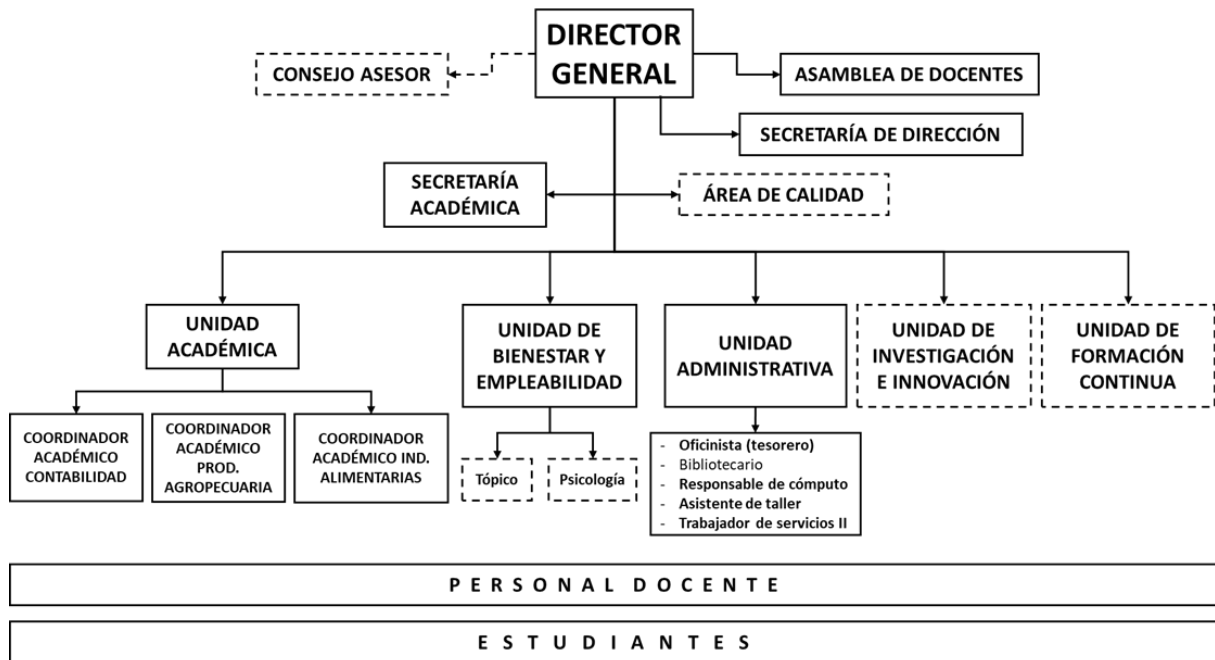 DIRECTOR
GENERAL
CONSEJO ASESOR
ASAMBLEA DE DOCENTES
SECRETARÍA DE DIRECCIÓN
SECRETARÍA
ACADÉMICA
ÁREA DE CALIDAD
UNIDAD
ACADÉMICA
UNIDAD DE
BIENESTAR Y
EMPLEABILIDAD
UNIDAD
ADMINISTRATIVA
UNIDAD DE
INVESTIGACIÓN
E INNOVACIÓN
UNIDAD DE
FORMACIÓN
CONTINUA
COORDINADOR
ACADÉMICO
CONTABILIDAD
COORDINADOR
ACADÉMICO
PROD.
AGROPECUARIA
COORDINADOR
ACADÉMICO IND.
ALIMENTARIAS
Tópico
Psicología
- Oficinista (tesorero)
- Bibliotecario
- Responsable de cómputo
- Asistente de taller
- Trabajador de servicios II
PERSONAL DOCENTE
ESTUDIANTES